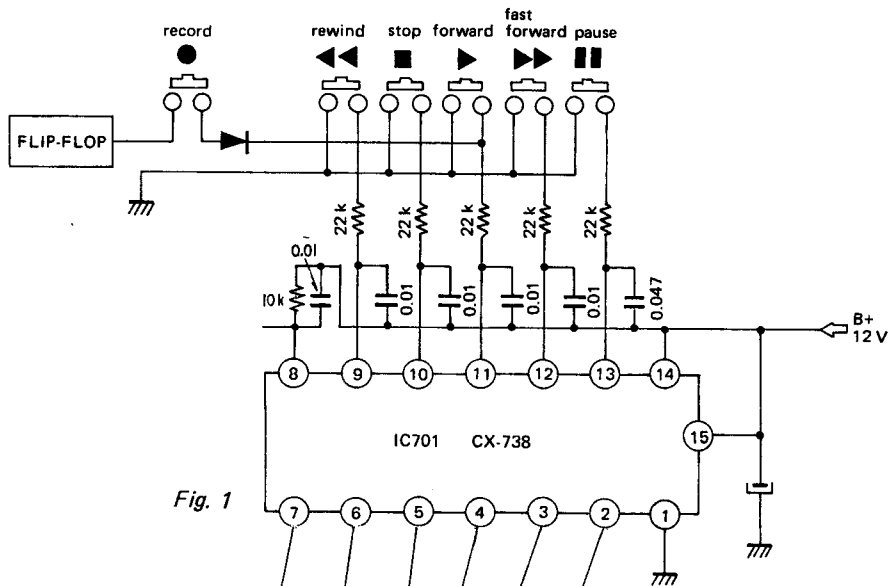 record
rewind
stop
forward
fast
forward
pause
FLIP-FLOP
22 k
22 k
22 k
22 k
22 k
0.01
10k
0.01
0.01
0.01
0.01
0.047
B+
12 V
8
9
10
11
12
13
14
IC701 CX-738
15
Fig. 1
7
6
5
4
3
2
1